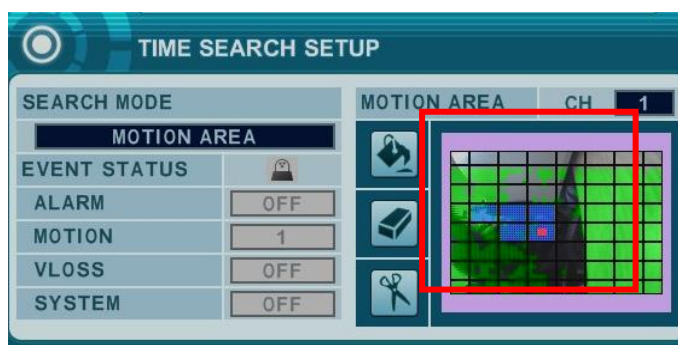 TIME SEARCH SETUP
SEARCH MODE
MOTION AREA
EVENT STATUS
ALARM OFF
MOTION 1
VLOSS OFF
SYSTEM OFF
MOTION AREA CH 1